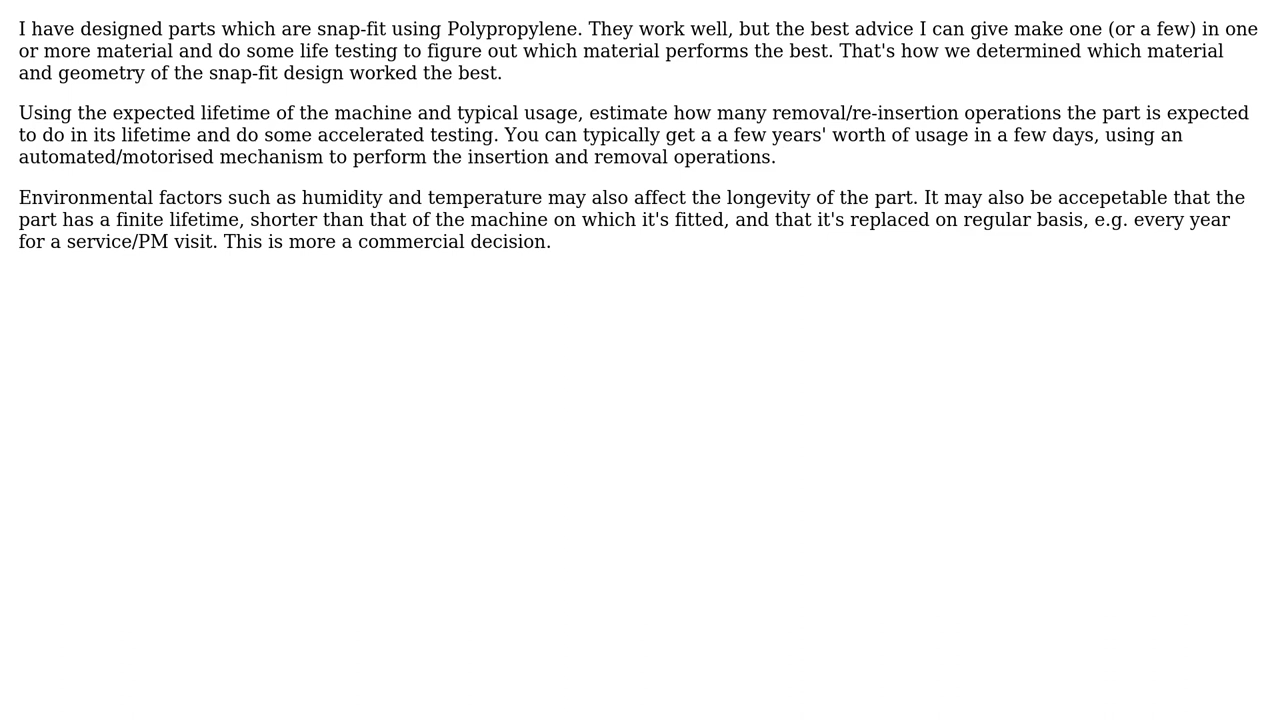 I have designed parts which are snap-fit using Polypropylene. They work well, but the best advice I can give make one (or a few) in one
or more material and do some life testing to figure out which material performs the best. That's how we determined which material
and geometry of the snap-fit design worked the best.
Using the expected lifetime of the machine and typical usage, estimate how many removal/re-insertion operations the part is expected
to do in its lifetime and do some accelerated testing. You can typically get a a few years' worth of usage in a few days, using an
automated/motorised mechanism to perform the insertion and removal operations.
Environmental factors such as humidity and temperature may also affect the longevity of the part. It may also be accepetable that the
part has a finite lifetime, shorter than that of the machine on which it's fitted, and that it's replaced on regular basis, e.g. every year
for a service/PM visit. This is more a commercial decision.